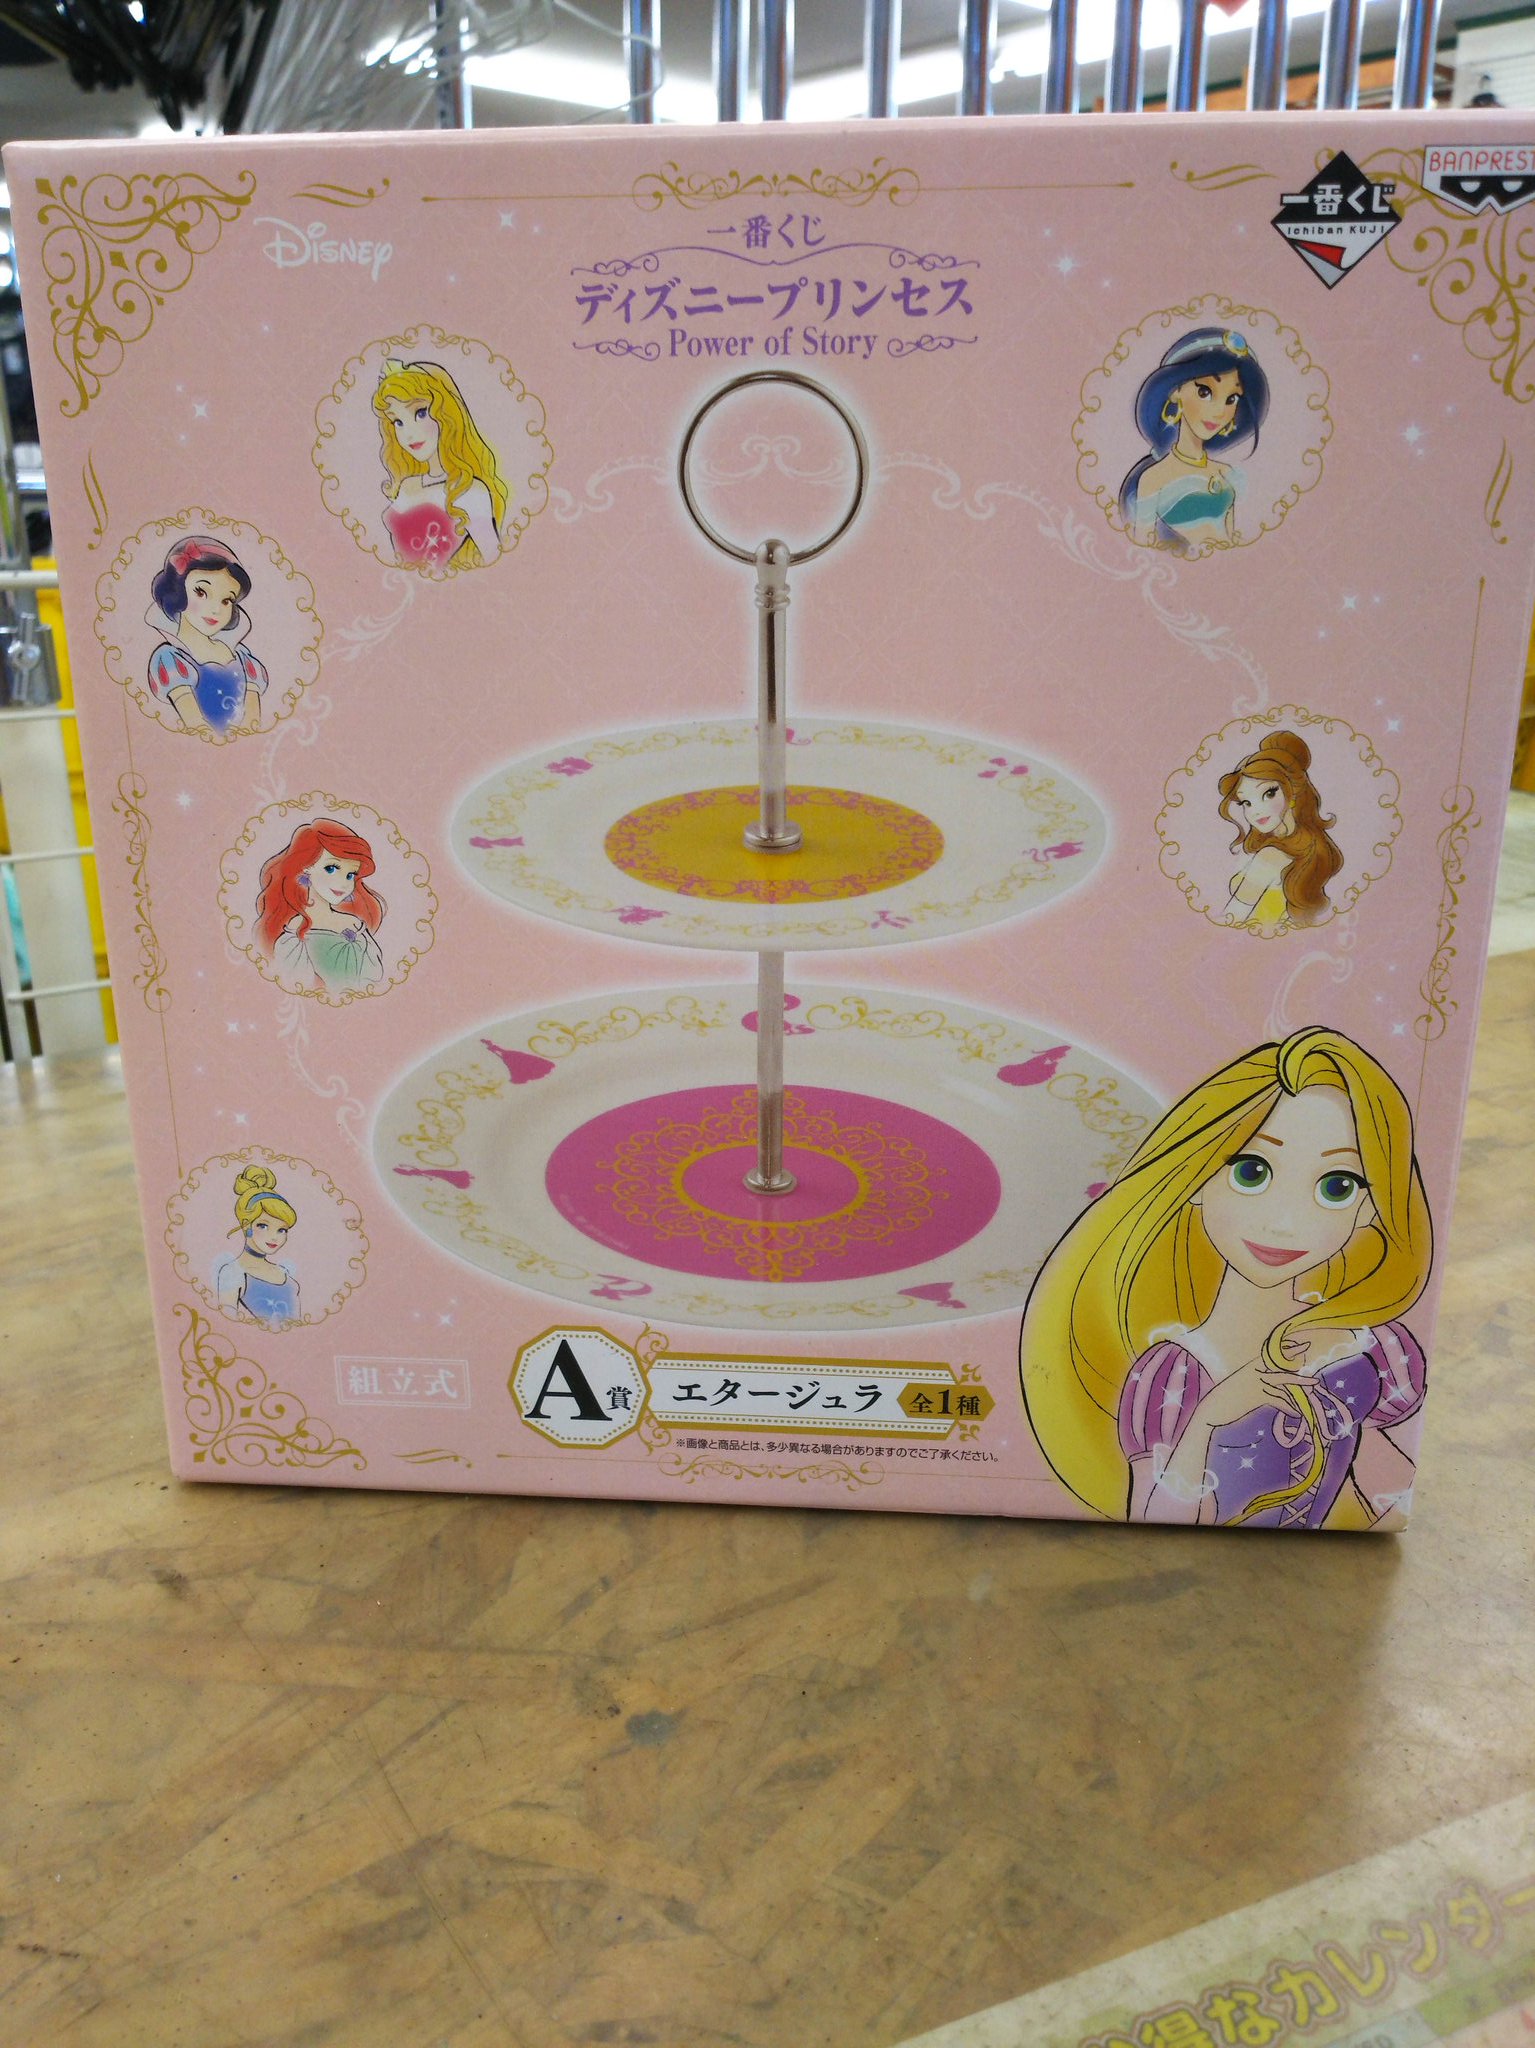 Disney
一番くじ
ディズニープリンセス
Power of Story
一番くじ
Ichiban KUJI
BANPREST
組立式
A賞
エタージュラ
全1種
※画像と商品とは、多少異なる場合がありますのでご了承ください。
得なカレンダー